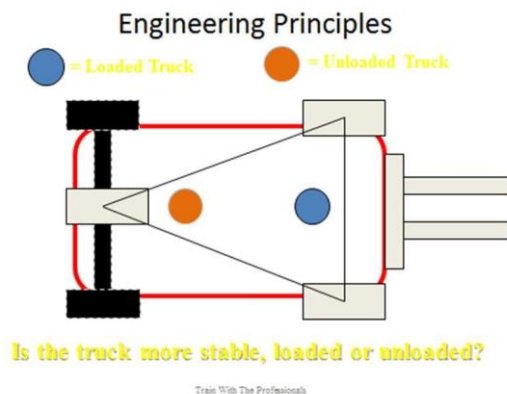 Engineering Principles
= Loaded Truck
= Unloaded Truck
Is the truck more stable, loaded or unloaded?
Train With The Professionals